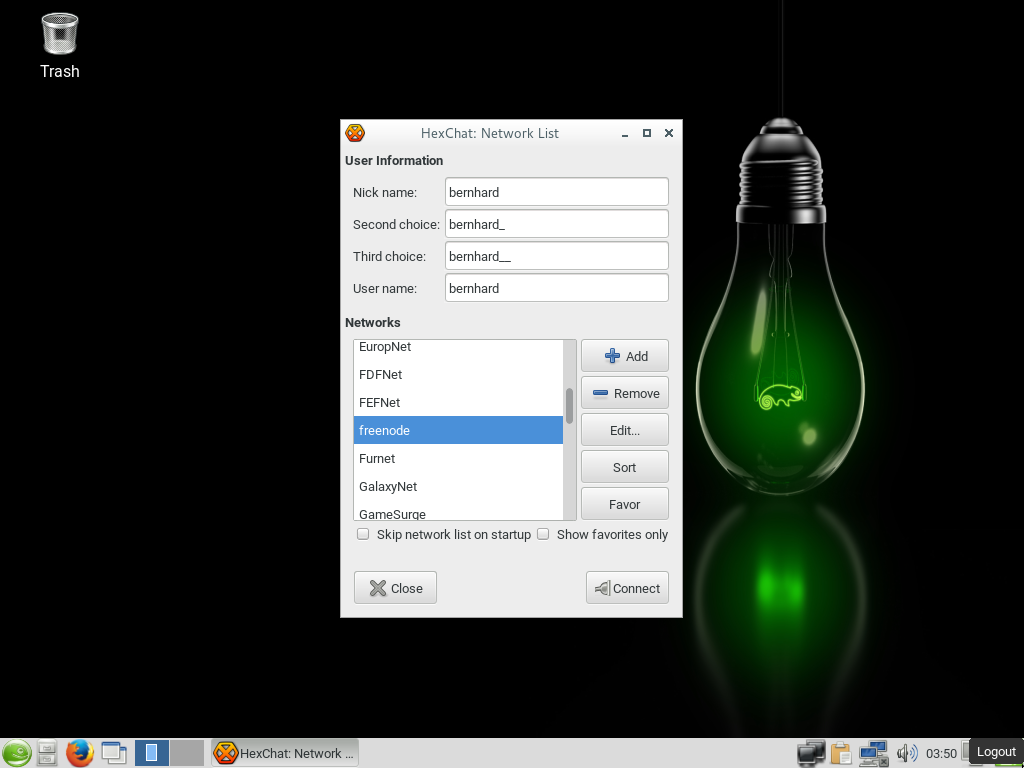 Trash
HexChat: Network List
User Information
Nick name: bernhard
Second choice: bernhard_
Third choice: bernhard__
User name: bernhard
Networks
EuropNet
FDFNet
FEFNet
freenode
Furnet
GalaxyNet
GameSurge
Add
Remove
Edit...
Sort
Favor
Skip network list on startup
Show favorites only
Close
Connect
HexChat: Network ...
03:50
Logout